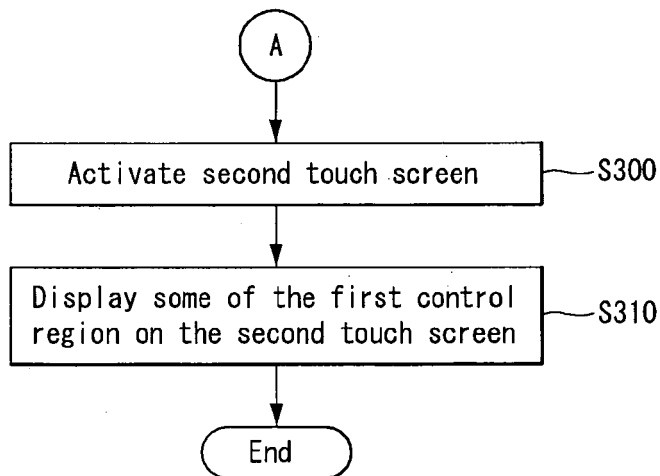 A
Activate second touch screen
S300
Display some of the first control
region on the second touch screen
S310
End